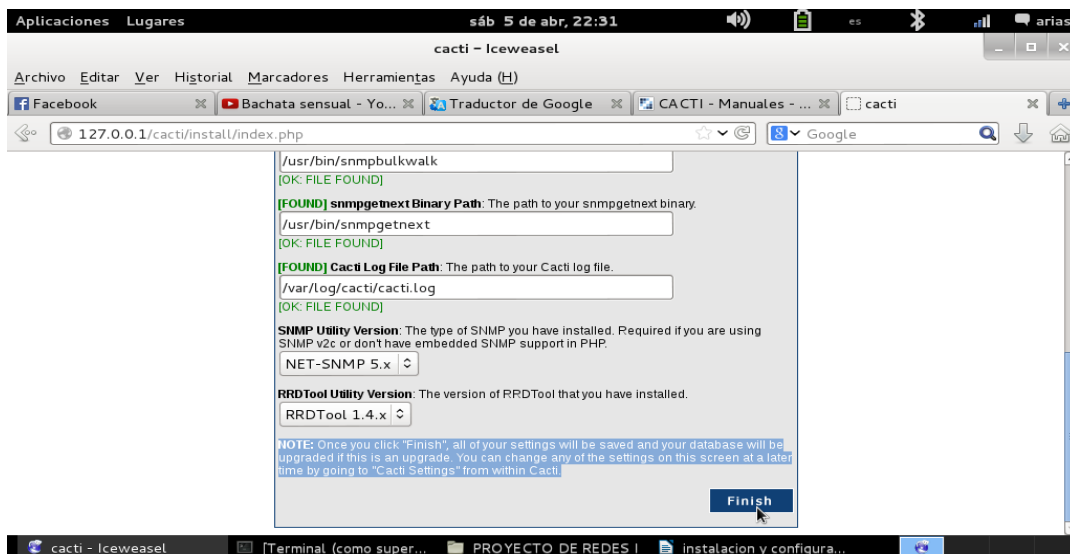 Aplicaciones Lugares sáb 5 de abr, 22:31 es arias
cacti - Iceweasel
Archivo Editar Ver Historial Marcadores Herramientas Ayuda (H)
Facebook Bachata sensual - Yo... Traductor de Google CACTI - Manuales - ... cacti
127.0.0.1/cacti/install/index.php Google
/usr/bin/snmpbulkwalk
[OK: FILE FOUND]
[FOUND] snmpgetnext Binary Path: The path to your snmpgetnext binary.
/usr/bin/snmpgetnext
[OK: FILE FOUND]
[FOUND] Cacti Log File Path: The path to your Cacti log file.
/var/log/cacti/cacti.log
[OK: FILE FOUND]
SNMP Utility Version: The type of SNMP you have installed. Required if you are using
SNMP v2c or don't have embedded SNMP support in PHP.
NET-SNMP 5.x
RRDTool Utility Version: The version of RRDTool that you have installed.
RRDTool 1.4.x
NOTE: Once you click "Finish", all of your settings will be saved and your database will be
upgraded if this is an upgrade. You can change any of the settings on this screen at a later
time by going to "Cacti Settings" from within Cacti.
Finish
cacti - Iceweasel [Terminal (como super... PROYECTO DE REDES I instalacion y configura...